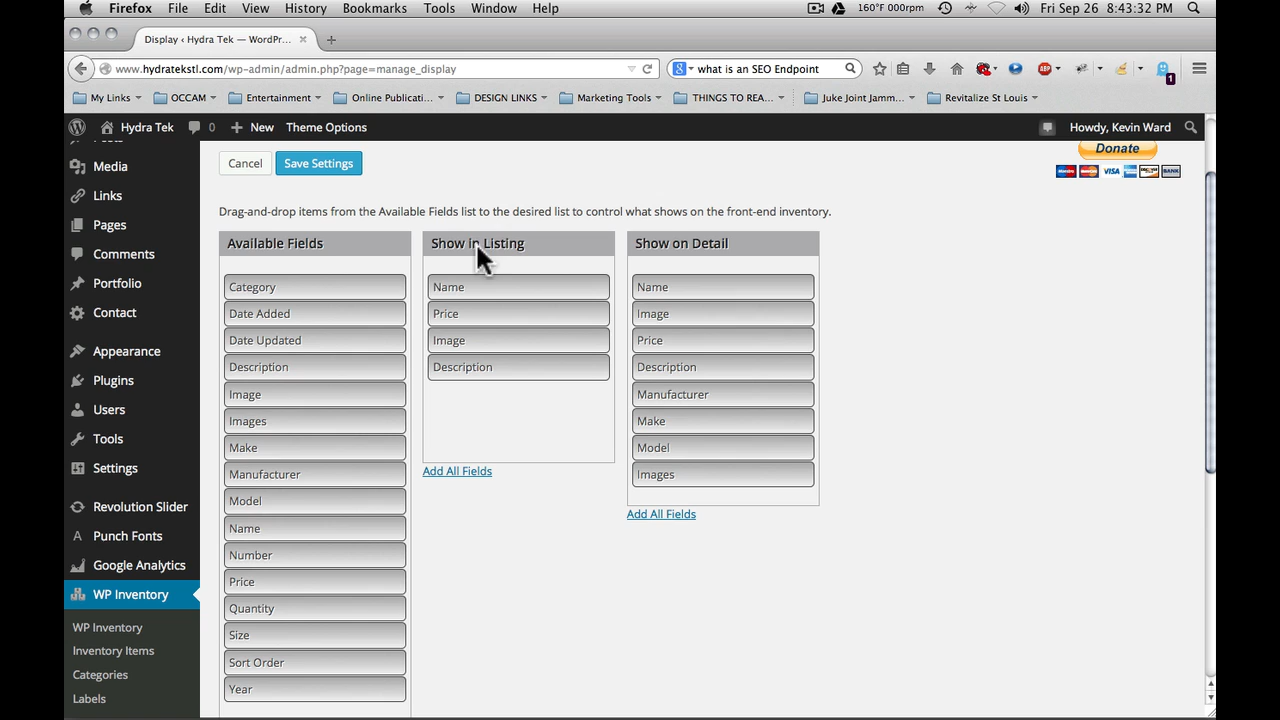 Firefox File Edit View History Bookmarks Tools Window Help 160°F 000rpm Fri Sep 26 8:43:32 PM
Display ‹ Hydra Tek — WordPr...
www.hydratekstl.com/wp-admin/admin.php?page=manage_display
what is an SEO Endpoint
ABP
1
My Links OCCAM Entertainment Online Publicati... DESIGN LINKS Marketing Tools THINGS TO REA... Juke Joint Jamm... Revitalize St Louis
Hydra Tek 0 New Theme Options Howdy, Kevin Ward
Posts
Media
Links
Pages
Comments
Portfolio
Contact
Appearance
Plugins
Users
Tools
Settings
Revolution Slider
Punch Fonts
Google Analytics
WP Inventory
WP Inventory
Inventory Items
Categories
Labels
Cancel Save Settings
Donate
VISA
BANK
Drag-and-drop items from the Available Fields list to the desired list to control what shows on the front-end inventory.
Available Fields
Category
Date Added
Date Updated
Description
Image
Images
Make
Manufacturer
Model
Name
Number
Price
Quantity
Size
Sort Order
Year
Show in Listing
Name
Price
Image
Description
Add All Fields
Show on Detail
Name
Image
Price
Description
Manufacturer
Make
Model
Images
Add All Fields